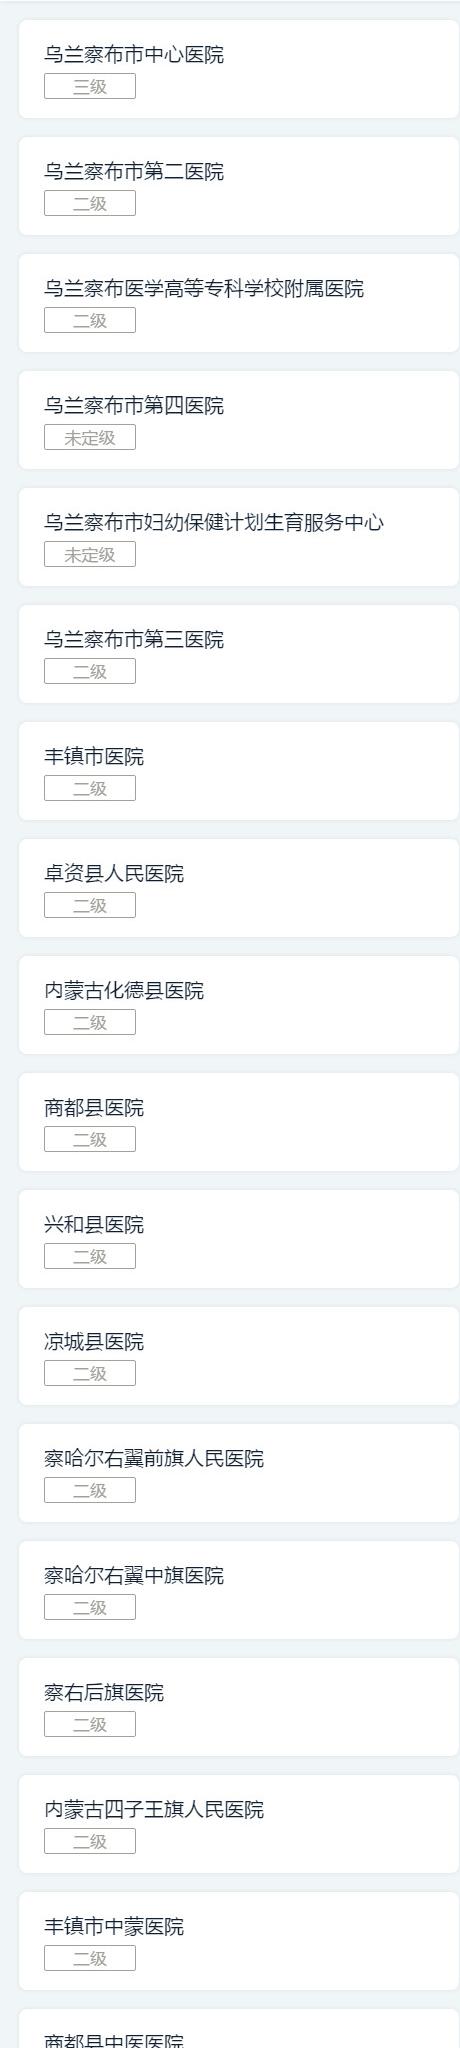 乌兰察布市中心医院
三级
乌兰察布市第二医院
二级
乌兰察布医学高等专科学校附属医院
二级
乌兰察布市第四医院
未定级
乌兰察布市妇幼保健计划生育服务中心
未定级
乌兰察布市第三医院
二级
丰镇市医院
二级
卓资县人民医院
二级
内蒙古化德县医院
二级
商都县医院
二级
兴和县医院
二级
凉城县医院
二级
察哈尔右翼前旗人民医院
二级
察哈尔右翼中旗医院
二级
察右后旗医院
二级
内蒙古四子王旗人民医院
二级
丰镇市中蒙医院
二级
商都县中医医院